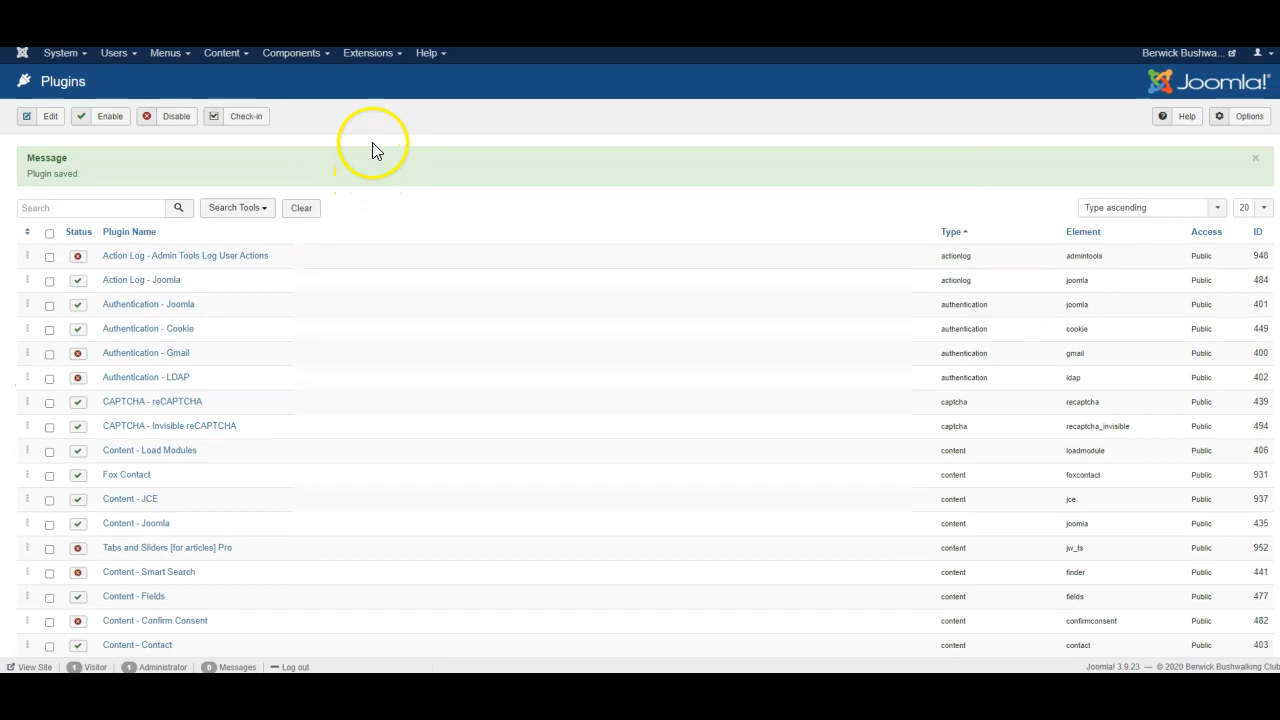 System Users Menus Content Components Extensions Help Berwick Bushwa...
Plugins Joomla!®
Edit Enable Disable Check-in Help Options
Message
Plugin saved.
Search Search Tools Clear Type ascending 20
Status Plugin Name Type Element Access ID
Action Log - Admin Tools Log User Actions actionlog admintools Public 948
Action Log - Joomla actionlog joomla Public 484
Authentication - Joomla authentication joomla Public 401
Authentication - Cookie authentication cookie Public 449
Authentication - Gmail authentication gmail Public 400
Authentication - LDAP authentication ldap Public 402
CAPTCHA - reCAPTCHA captcha recaptcha Public 439
CAPTCHA - Invisible reCAPTCHA captcha recaptcha_invisible Public 494
Content - Load Modules content loadmodule Public 406
Fox Contact content foxcontact Public 931
Content - JCE content jce Public 937
Content - Joomla content joomla Public 435
Tabs and Sliders [for articles] Pro content jw_ts Public 952
Content - Smart Search content finder Public 441
Content - Fields content fields Public 477
Content - Confirm Consent content confirmconsent Public 482
Content - Contact content contact Public 403
View Site 1 Visitor 1 Administrator 0 Messages Log out Joomla! 3.9.23 — © 2020 Berwick Bushwalking Club